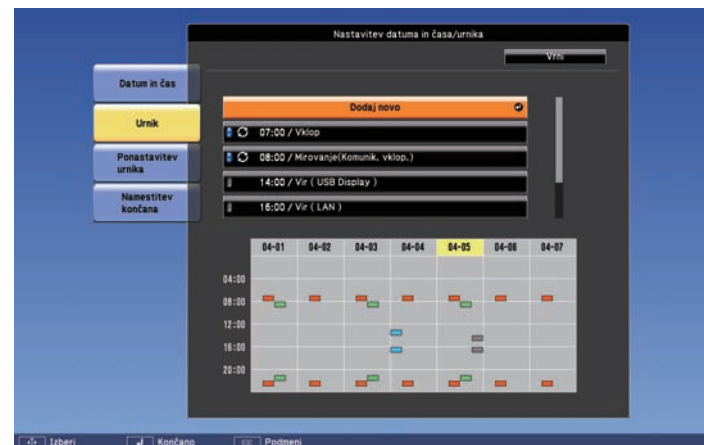 Nastavitev datuma in časa/urnika
Vrni
Datum in čas
Urnik
Ponastavitev
urnika
Namestitev
končana
Dodaj novo
07:00 / Vklop
08:00 / Mirovanje(Komunik. vklop.)
14:00 / Vir ( USB Display )
16:00 / Vir ( LAN )
04-01 04-02 04-03 04-04 04-05 04-06 04-07
04:00
08:00
12:00
16:00
20:00
Izberi Končano Esc Podmeni